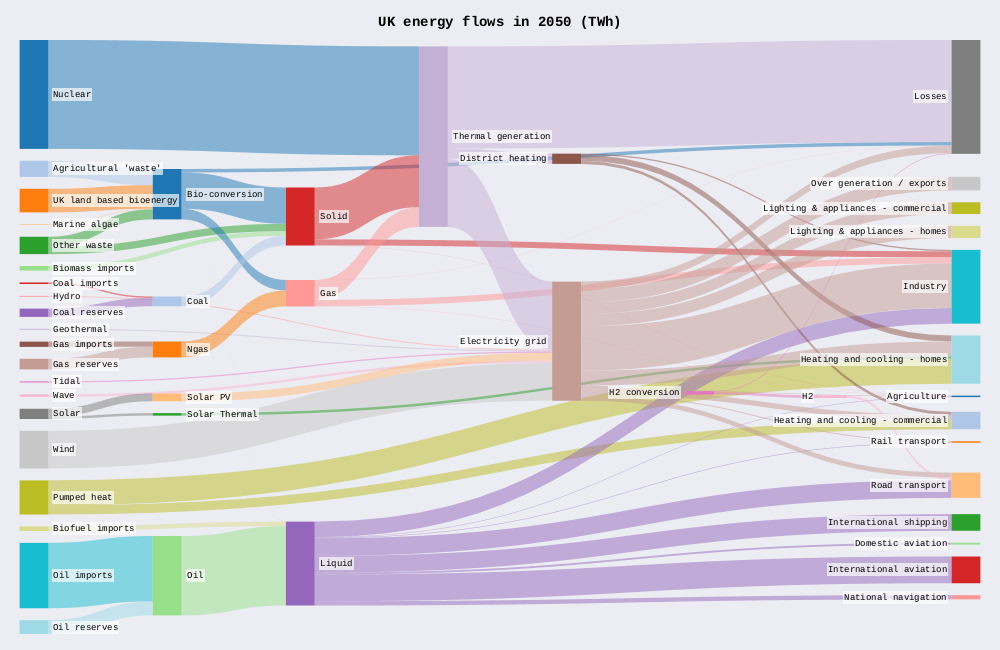 UK energy flows in 2050 (TWh)
Nuclear
Agricultural 'waste'
UK land based bioenergy
Marine algae
Other waste
Biomass imports
Coal imports
Hydro
Coal reserves
Geothermal
Gas imports
Gas reserves
Tidal
Wave
Solar
Wind
Pumped heat
Biofuel imports
Oil imports
Oil reserves
Bio-conversion
Coal
Ngas
Solar PV
Solar Thermal
Oil
Solid
Gas
Liquid
Thermal generation
District heating
Electricity grid
H2 conversion
H2
Losses
Over generation / exports
Lighting & appliances - commercial
Lighting & appliances - homes
Industry
Heating and cooling - homes
Agriculture
Heating and cooling - commercial
Rail transport
Road transport
International shipping
Domestic aviation
International aviation
National navigation